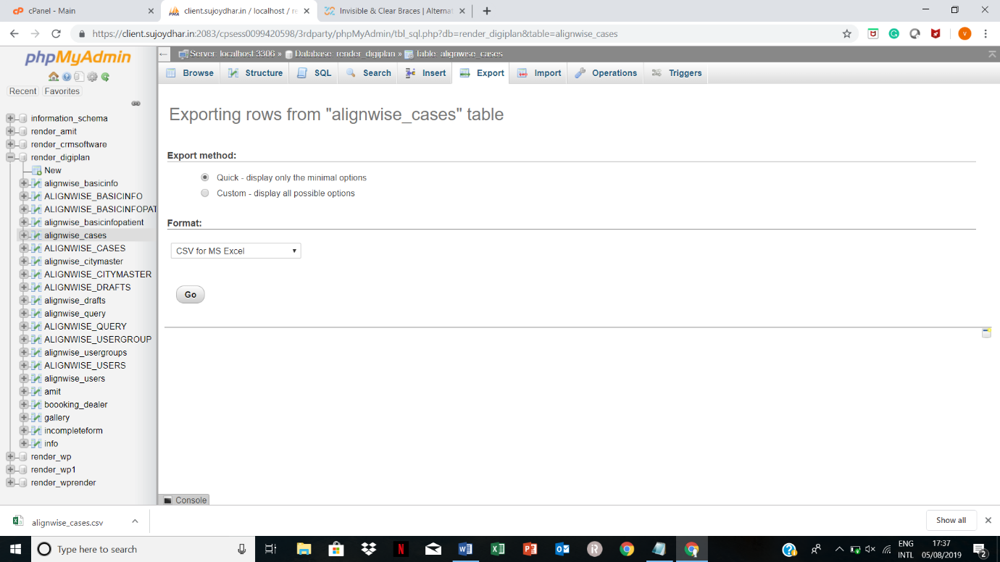 cPanel - Main
client.sujoydhar.in / localhost / re
Invisible & Clear Braces | Alternat
https://client.sujoydhar.in:2083/cpsess0099420598/3rdparty/phpMyAdmin/tbl_sql.php?db=render_digiplan&table=alignwise_cases
V
phpMyAdmin
Recent Favorites
information_schema
render_amit
render_crmsoftware
render_digiplan
New
alignwise_basicinfo
ALIGNWISE_BASICINFO
ALIGNWISE_BASICINFOPAT
alignwise_basicinfopatient
alignwise_cases
ALIGNWISE_CASES
alignwise_citymaster
ALIGNWISE_CITYMASTER
ALIGNWISE_DRAFTS
alignwise_drafts
alignwise_query
ALIGNWISE_QUERY
ALIGNWISE_USERGROUP
alignwise_usergroups
ALIGNWISE_USERS
alignwise_users
amit
boooking_dealer
gallery
incompleteform
info
render_wp
render_wp1
render_wprender
Server: localhost:3306 » Database: render_digiplan » Table: alignwise_cases
Browse Structure SQL Search Insert Export Import Operations Triggers
Exporting rows from "alignwise_cases" table
Export method:
Quick - display only the minimal options
Custom - display all possible options
Format:
CSV for MS Excel
Go
Console
alignwise_cases.csv
Show all
Type here to search
ENG
INTL
17:37
05/08/2019
2